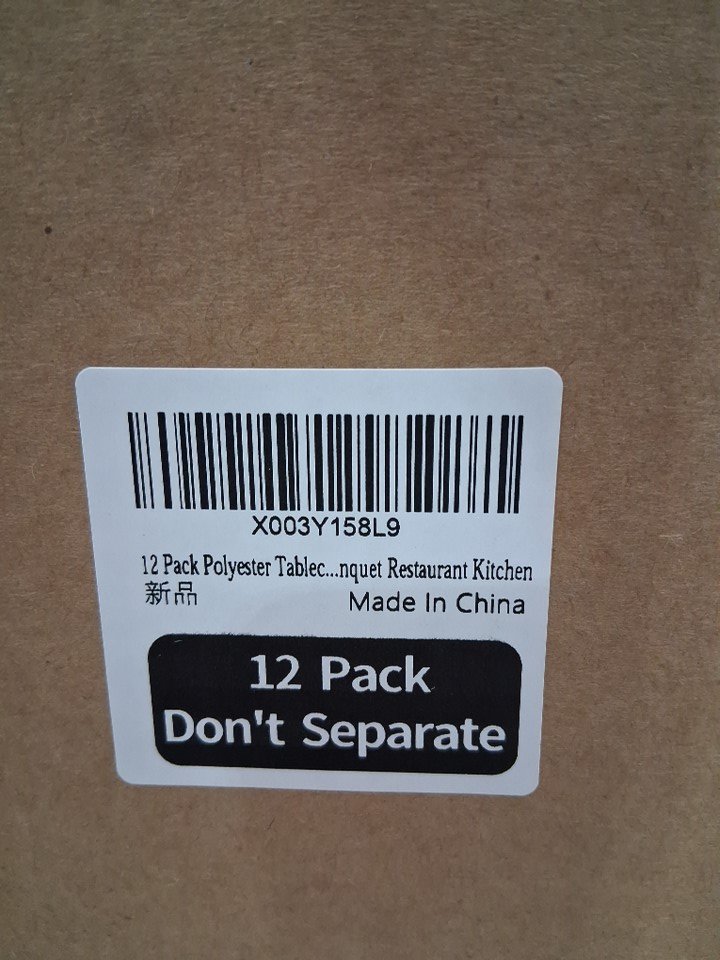 X003Y158L9
12 Pack Polyester Tablec...nquet Restaurant Kitchen
新品
Made In China
12 Pack
Don't Separate